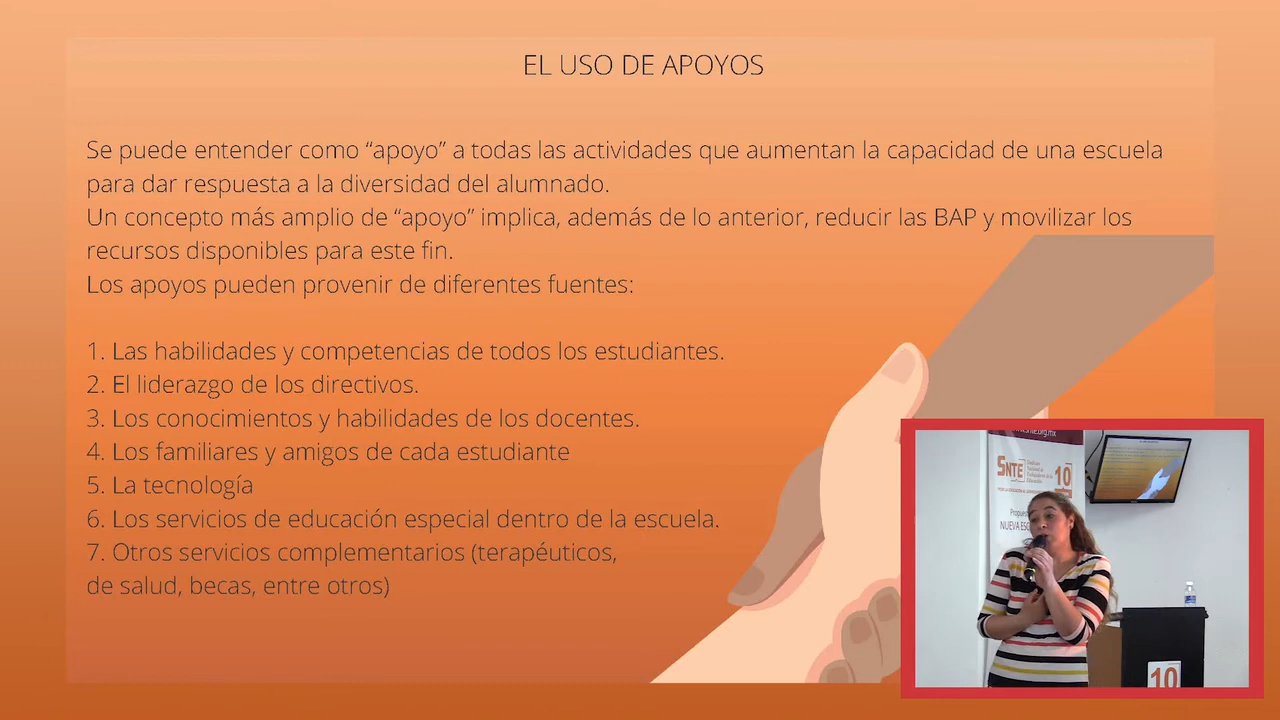 EL USO DE APOYOS
Se puede entender como “apoyo” a todas las actividades que aumentan la capacidad de una escuela
para dar respuesta a la diversidad del alumnado.
Un concepto más amplio de “apoyo” implica, además de lo anterior, reducir las BAP y movilizar los
recursos disponibles para este fin.
Los apoyos pueden provenir de diferentes fuentes:
1. Las habilidades y competencias de todos los estudiantes.
2. El liderazgo de los directivos.
3. Los conocimientos y habilidades de los docentes.
4. Los familiares y amigos de cada estudiante
5. La tecnología
6. Los servicios de educación especial dentro de la escuela.
7. Otros servicios complementarios (terapéuticos,
de salud, becas, entre otros)
SNTE
10
NUEVA
10